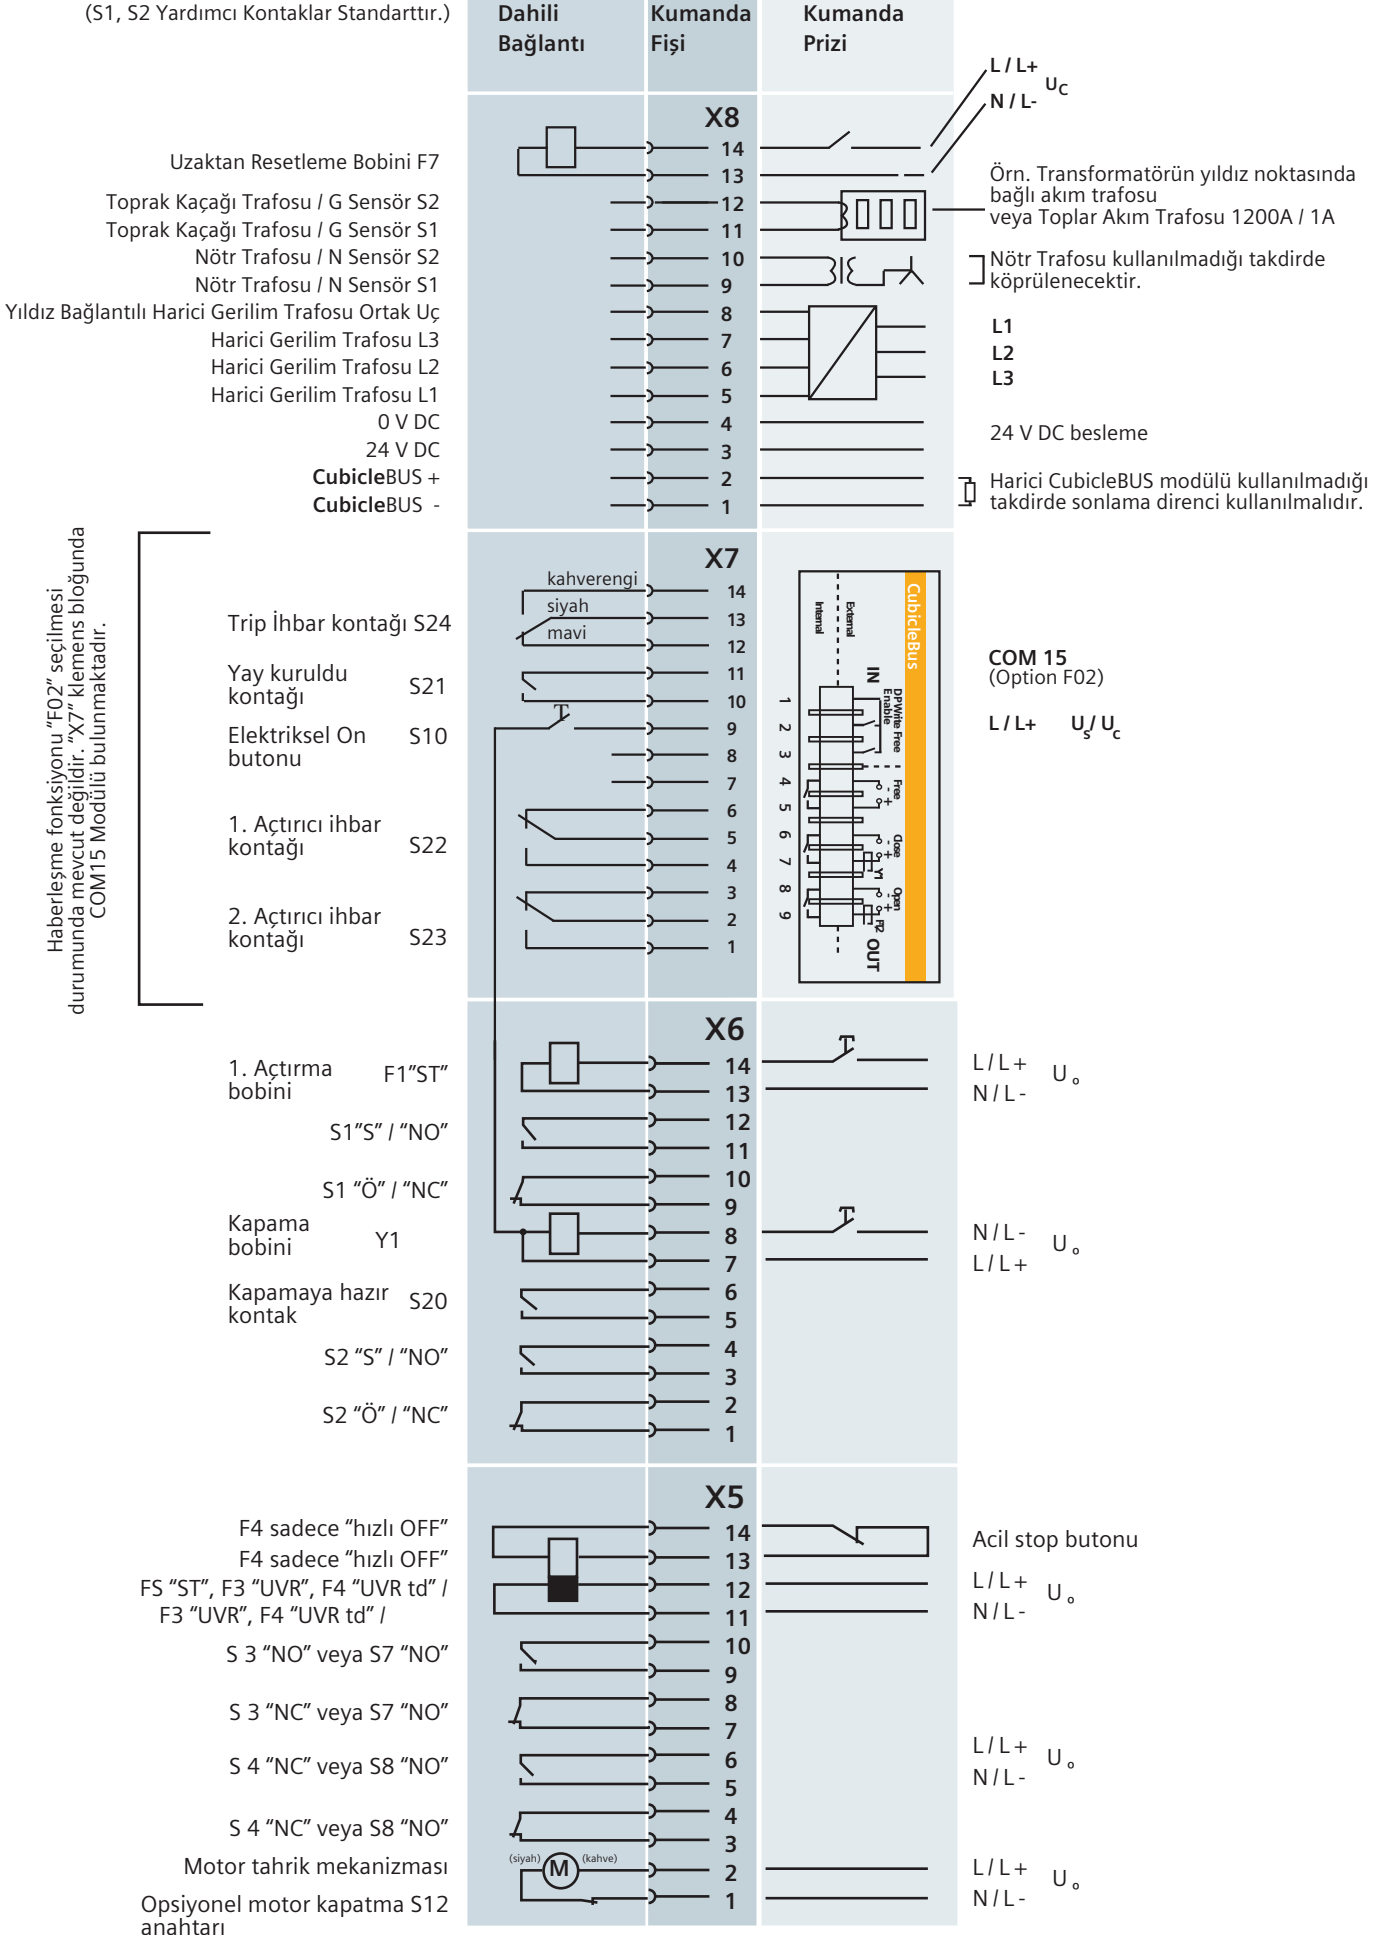 (S1, S2 Yardımcı Kontaklar Standarttır.)
Dahili
Bağlantı
Kumanda
Fişi
Kumanda
Prizi
L / L+
N / L-
UC
X8
Uzaktan Resetleme Bobini F7
14
13
Toprak Kaçağı Trafosu / G Sensör S2
12
Toprak Kaçağı Trafosu / G Sensör S1
11
Örn. Transformatörün yıldız noktasında
bağlı akım trafosu
veya Toplar Akım Trafosu 1200A / 1A
Nötr Trafosu / N Sensör S2
10
Nötr Trafosu / N Sensör S1
9
Nötr Trafosu kullanılmadığı takdirde
köprülenecektir.
Yıldız Bağlantılı Harici Gerilim Trafosu Ortak Uç
8
Harici Gerilim Trafosu L3
7
Harici Gerilim Trafosu L2
6
Harici Gerilim Trafosu L1
5
L1
L2
L3
0 V DC
4
24 V DC
3
24 V DC besleme
CubicleBUS +
2
CubicleBUS -
1
Harici CubicleBUS modülü kullanılmadığı
takdirde sonlama direnci kullanılmalıdır.
Haberleşme fonksiyonu “F02” seçilmesi
durumunda mevcut değildir. “X7” klemens bloğunda
COM15 Modülü bulunmaktadır.
X7
kahverengi
14
siyah
13
mavi
12
Trip İhbar kontağı S24
11
Yay kuruldu
kontağı
S21
10
T
9
Elektriksel On
butonu
S10
8
7
6
1. Açtırıcı ihbar
kontağı
S22
5
4
3
2. Açtırıcı ihbar
kontağı
S23
2
1
CubicleBus
External
Internal
IN
DPWrite Free
Enable
Free
- +
Close
- +
Y1
Open
- +
F1/2
OUT
1
2
3
4
5
6
7
8
9
COM 15
(Option F02)
L / L+
Us/ Uc
X6
1. Açtırma
bobini
F1”ST”
14
13
L / L +
N / L -
U o
S1”S” / “NO”
12
11
S1 “Ö” / “NC”
10
9
Kapama
bobini
Y1
8
7
N / L -
L / L +
U o
Kapamaya hazır
kontak
S20
6
5
S2 “S” / “NO”
4
3
S2 “Ö” / “NC”
2
1
X5
F4 sadece “hızlı OFF”
14
F4 sadece “hızlı OFF”
13
Acil stop butonu
FS “ST”, F3 “UVR”, F4 “UVR td” /
12
F3 “UVR”, F4 “UVR td” /
11
L / L +
N / L -
U o
S 3 “NO” veya S7 “NO”
10
9
S 3 “NC” veya S7 “NO”
8
7
S 4 “NC” veya S8 “NO”
6
5
L / L +
N / L -
U o
S 4 “NC” veya S8 “NO”
4
3
Motor tahrik mekanizması
(siyah)
M
(kahve)
2
Opsiyonel motor kapatma S12
anahtarı
1
L / L +
N / L -
U o